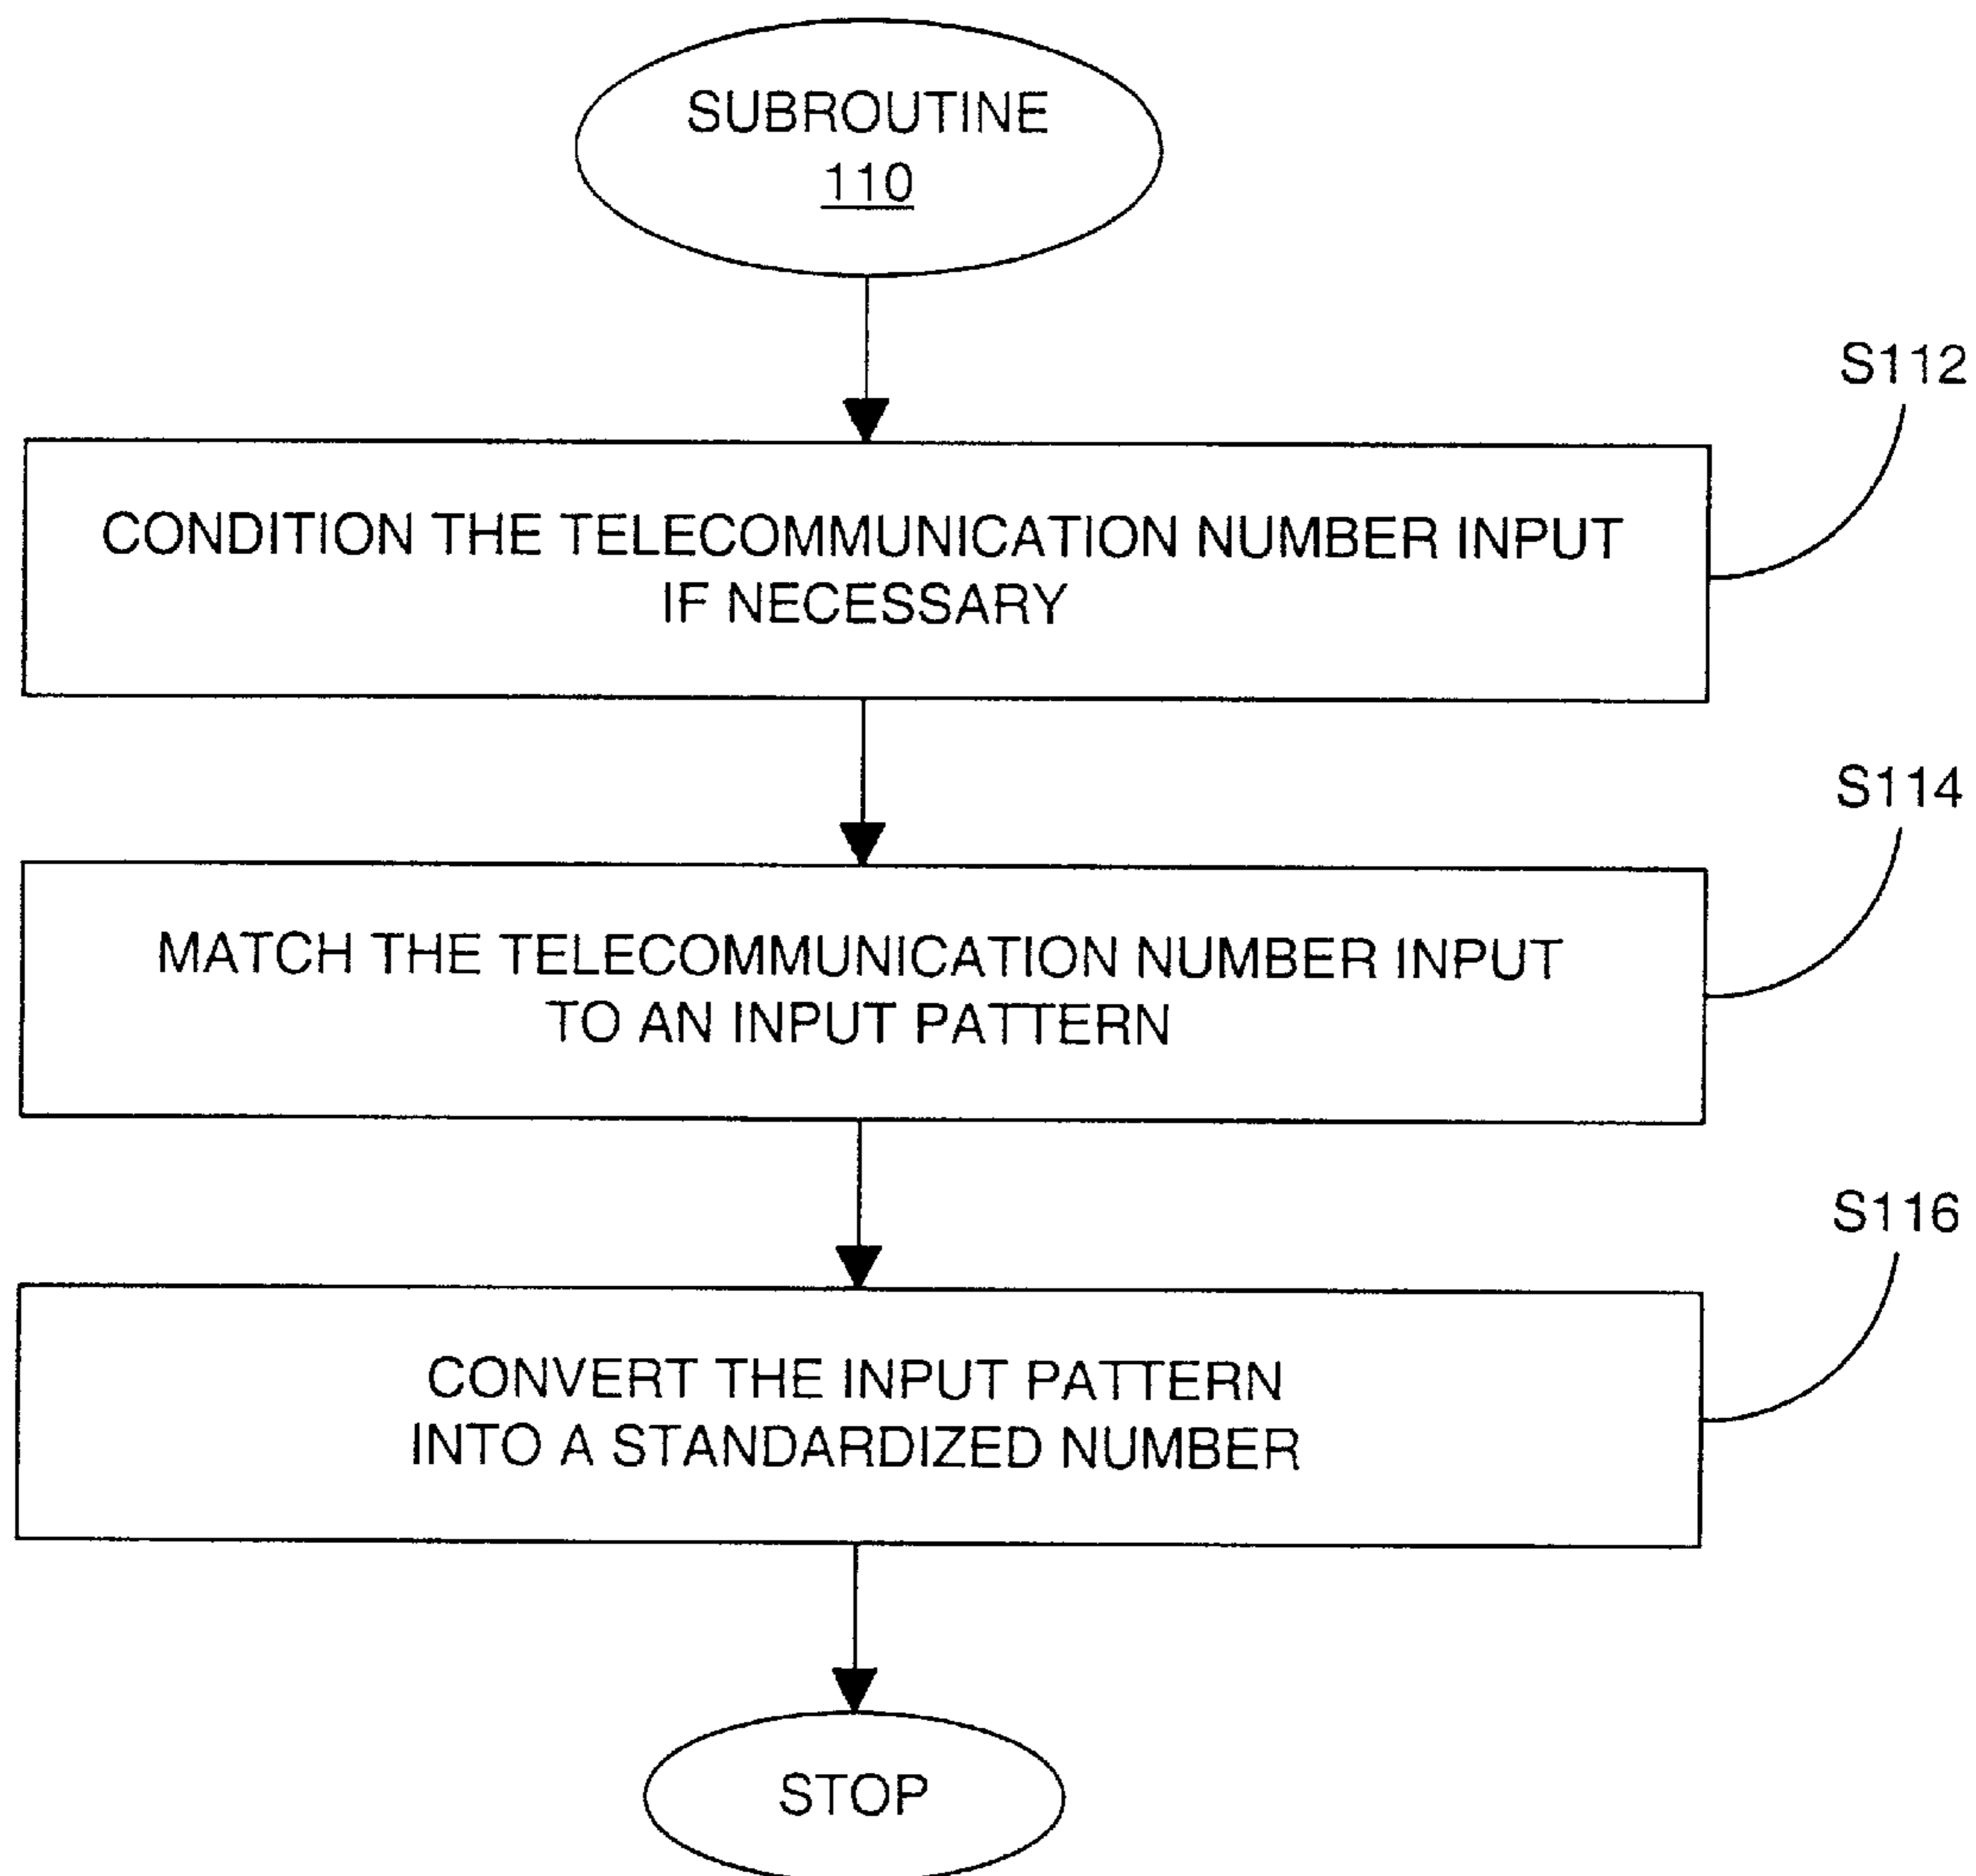 SUBROUTINE
110
S112
CONDITION THE TELECOMMUNICATION NUMBER INPUT
IF NECESSARY
S114
MATCH THE TELECOMMUNICATION NUMBER INPUT
TO AN INPUT PATTERN
S116
CONVERT THE INPUT PATTERN
INTO A STANDARDIZED NUMBER
STOP